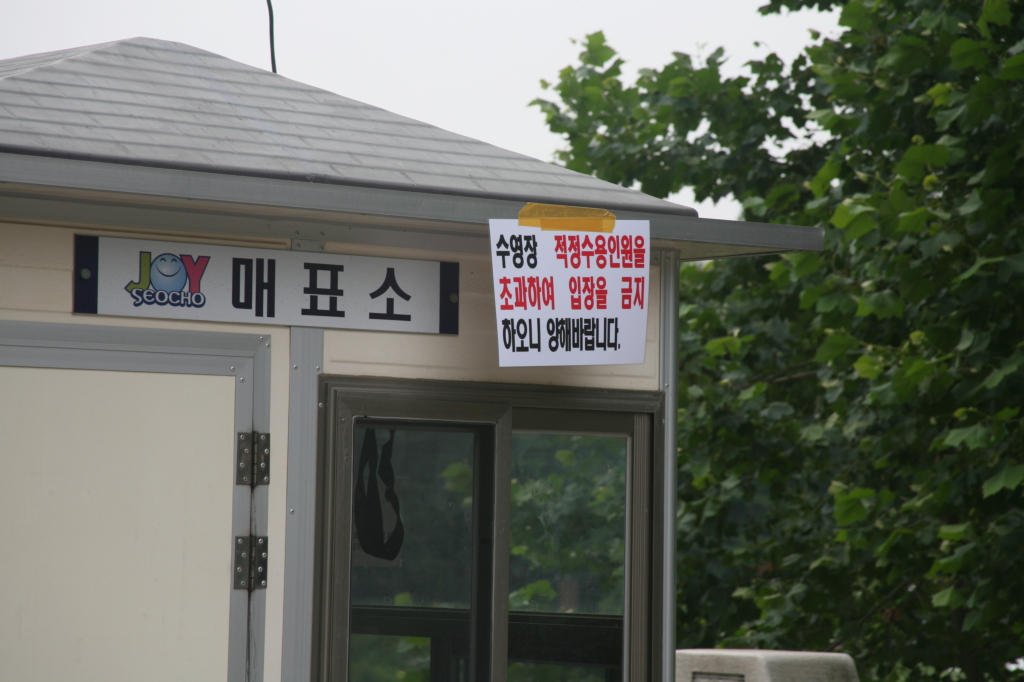 JOY
SEOCHO
매표소
수영장 적정수용인원을
초과하여 입장을 금지
하오니 양해바랍니다.